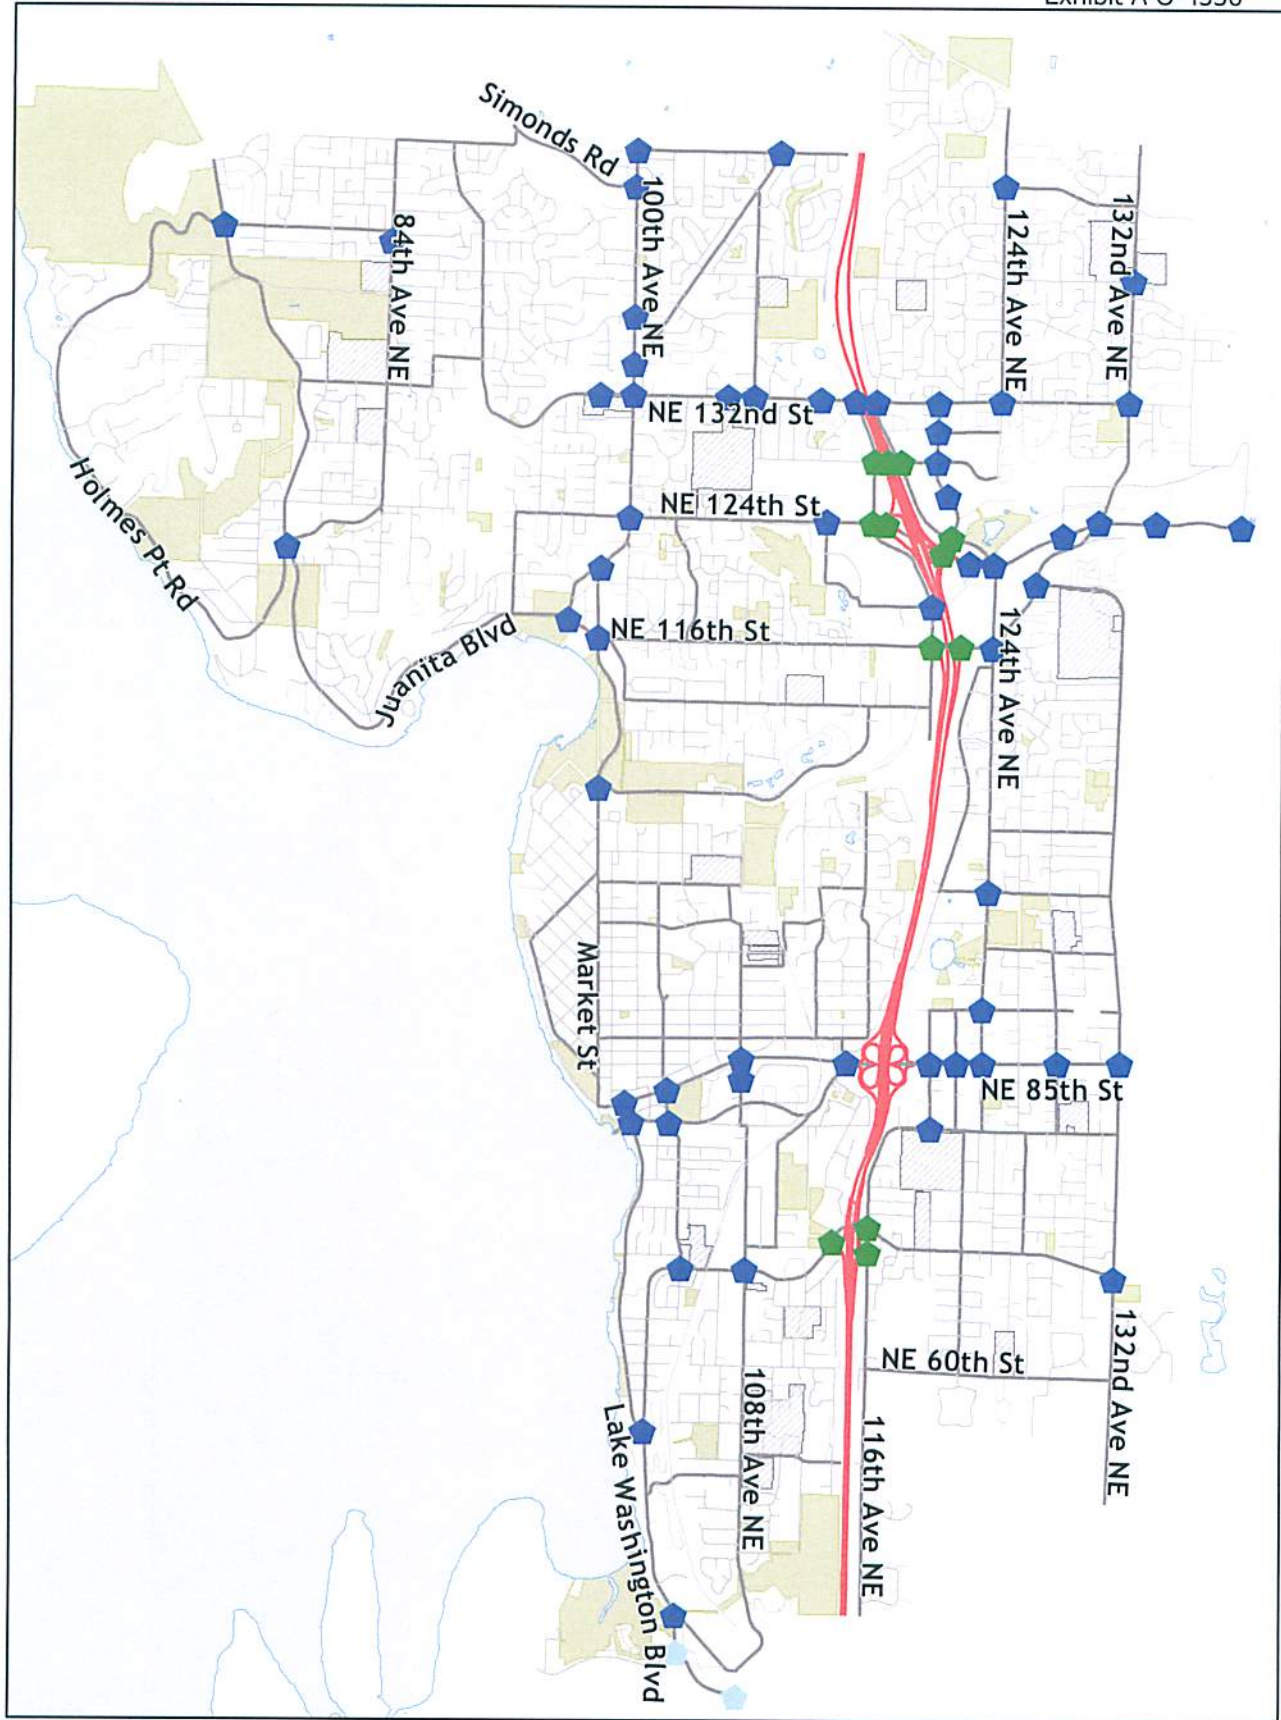 Simonds Rd
100th Ave NE
84th Ave NE
124th Ave NE
132nd Ave NE
NE 132nd St
NE 124th St
Holmes Pt Rd
Juanita Blvd
NE 116th St
124th Ave NE
Market St
NE 85th St
NE 60th St
132nd Ave NE
108th Ave NE
116th Ave NE
Lake Washington Blvd